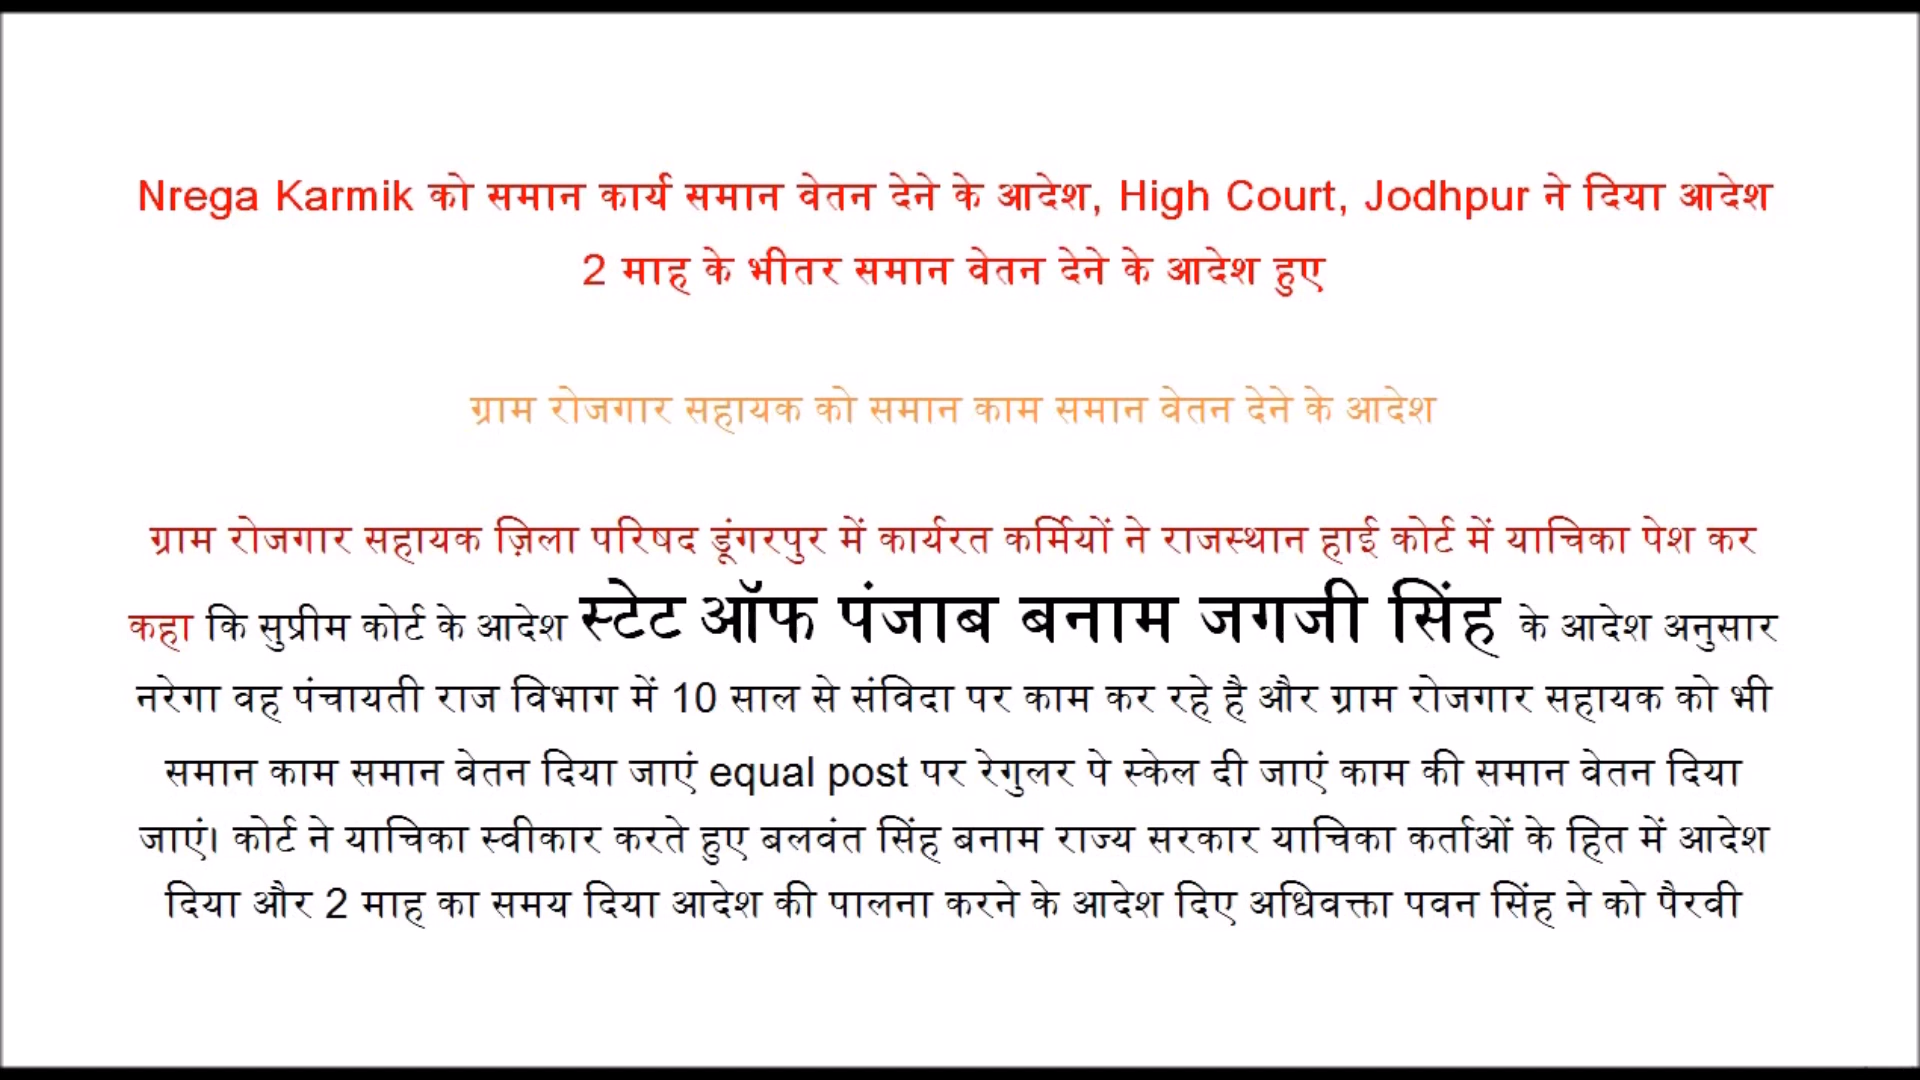 Nrega Karmik को समान कार्य समान वेतन देने के आदेश, High Court, Jodhpur ने दिया आदेश
2 माह के भीतर समान वेतन देने के आदेश हुए
ग्राम रोजगार सहायक को समान काम समान वेतन देने के आदेश
ग्राम रोजगार सहायक ज़िला परिषद डूंगरपुर में कार्यरत कर्मियों ने राजस्थान हाई कोर्ट में याचिका पेश कर
कहा कि सुप्रीम कोर्ट के आदेश स्टेट ऑफ पंजाब बनाम जगजी सिंह के आदेश अनुसार
नरेगा वह पंचायती राज विभाग में 10 साल से संविदा पर काम कर रहे है और ग्राम रोजगार सहायक को भी
समान काम समान वेतन दिया जाएं equal post पर रेगुलर पे स्केल दी जाएं काम की समान वेतन दिया
जाएं। कोर्ट ने याचिका स्वीकार करते हुए बलवंत सिंह बनाम राज्य सरकार याचिका कर्ताओं के हित में आदेश
दिया और 2 माह का समय दिया आदेश की पालना करने के आदेश दिए अधिवक्ता पवन सिंह ने को पैरवी